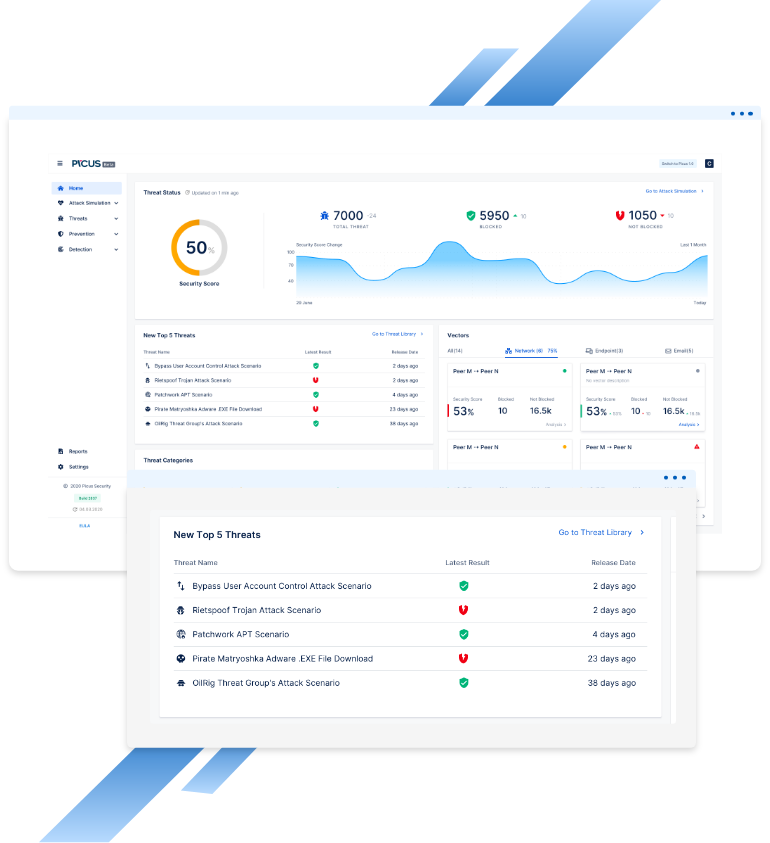 PICUS Beta
Switch to Picus 1.0
C
Home
Attack Simulation
Threats
Prevention
Detection
Reports
Settings
© 2020 Picus Security
Build 2457
03.03.2020
EULA
Threat Status Updated on 1 min ago
Go to Attack Simulation
50%
Security Score
7000 -24
TOTAL THREAT
5950 10
BLOCKED
1050 10
NOT BLOCKED
Security Score Change
Last 1 Month
100
70
40
28 June
Today
New Top 5 Threats
Go to Threat Library
Threat Name Latest Result Release Date
Bypass User Account Control Attack Scenario 2 days ago
Rietspoof Trojan Attack Scenario 2 days ago
Patchwork APT Scenario 4 days ago
Pirate Matryoshka Adware .EXE File Download 23 days ago
OilRig Threat Group's Attack Scenario 38 days ago
Threat Categories
Vectors
All(14) Network (6) 75% Endpoint(3) Email(5)
Peer M → Peer N
Security Score Blocked Not Blocked
53% 10 16.5k
Analysis
Peer M → Peer N
No vector description
Security Score Blocked Not Blocked
53% 10 16.5k
Analysis
Peer M → Peer N
Peer M → Peer N
New Top 5 Threats
Go to Threat Library
Threat Name Latest Result Release Date
Bypass User Account Control Attack Scenario 2 days ago
Rietspoof Trojan Attack Scenario 2 days ago
Patchwork APT Scenario 4 days ago
Pirate Matryoshka Adware .EXE File Download 23 days ago
OilRig Threat Group's Attack Scenario 38 days ago